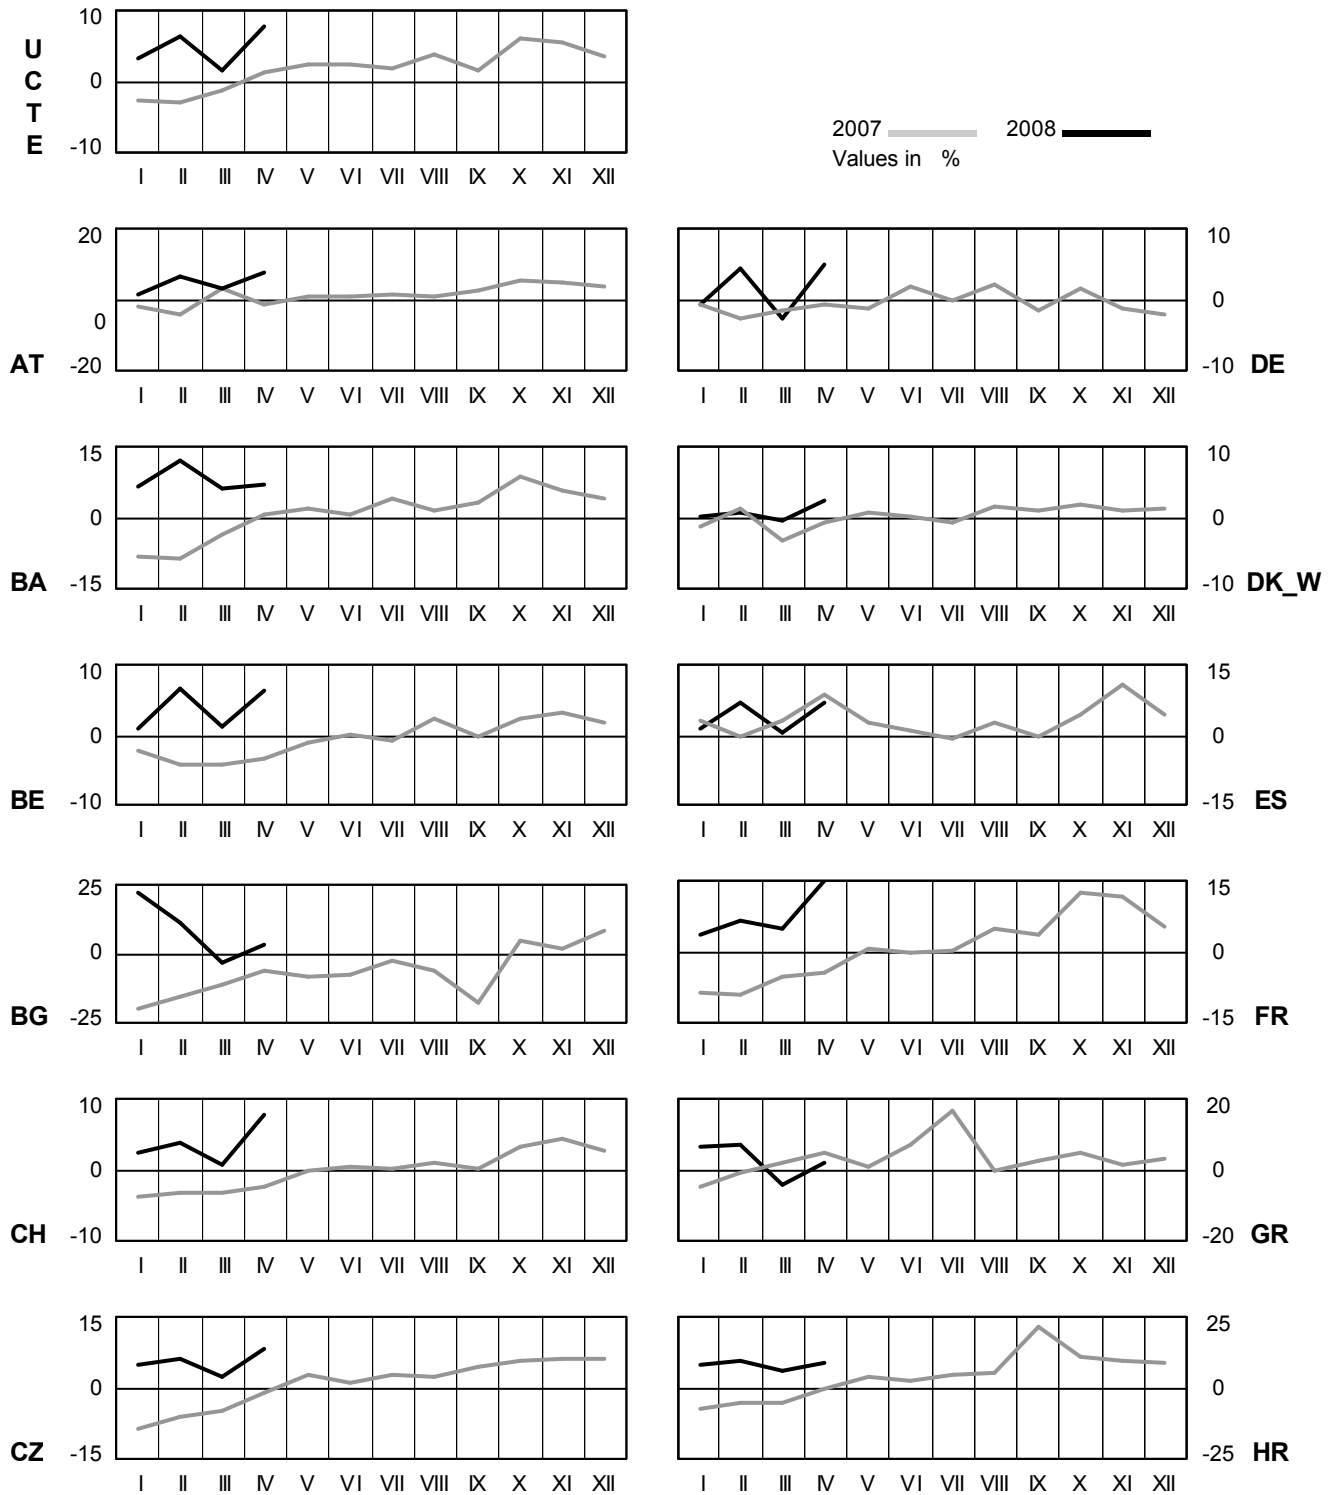 10
U
C
T
E
0
-10
I II III IV V VI VII VIII IX X XI XII
2007 2008
Values in %
20
0
AT -20
I II III IV V VI VII VIII IX X XI XII
10
0
-10 DE
I II III IV V VI VII VIII IX X XI XII
15
0
BA -15
I II III IV V VI VII VIII IX X XI XII
10
0
-10 DK_W
I II III IV V VI VII VIII IX X XI XII
10
0
BE -10
I II III IV V VI VII VIII IX X XI XII
15
0
-15 ES
I II III IV V VI VII VIII IX X XI XII
25
0
BG -25
I II III IV V VI VII VIII IX X XI XII
15
0
-15 FR
I II III IV V VI VII VIII IX X XI XII
10
0
CH -10
I II III IV V VI VII VIII IX X XI XII
20
0
-20 GR
I II III IV V VI VII VIII IX X XI XII
15
0
CZ -15
I II III IV V VI VII VIII IX X XI XII
25
0
-25 HR
I II III IV V VI VII VIII IX X XI XII